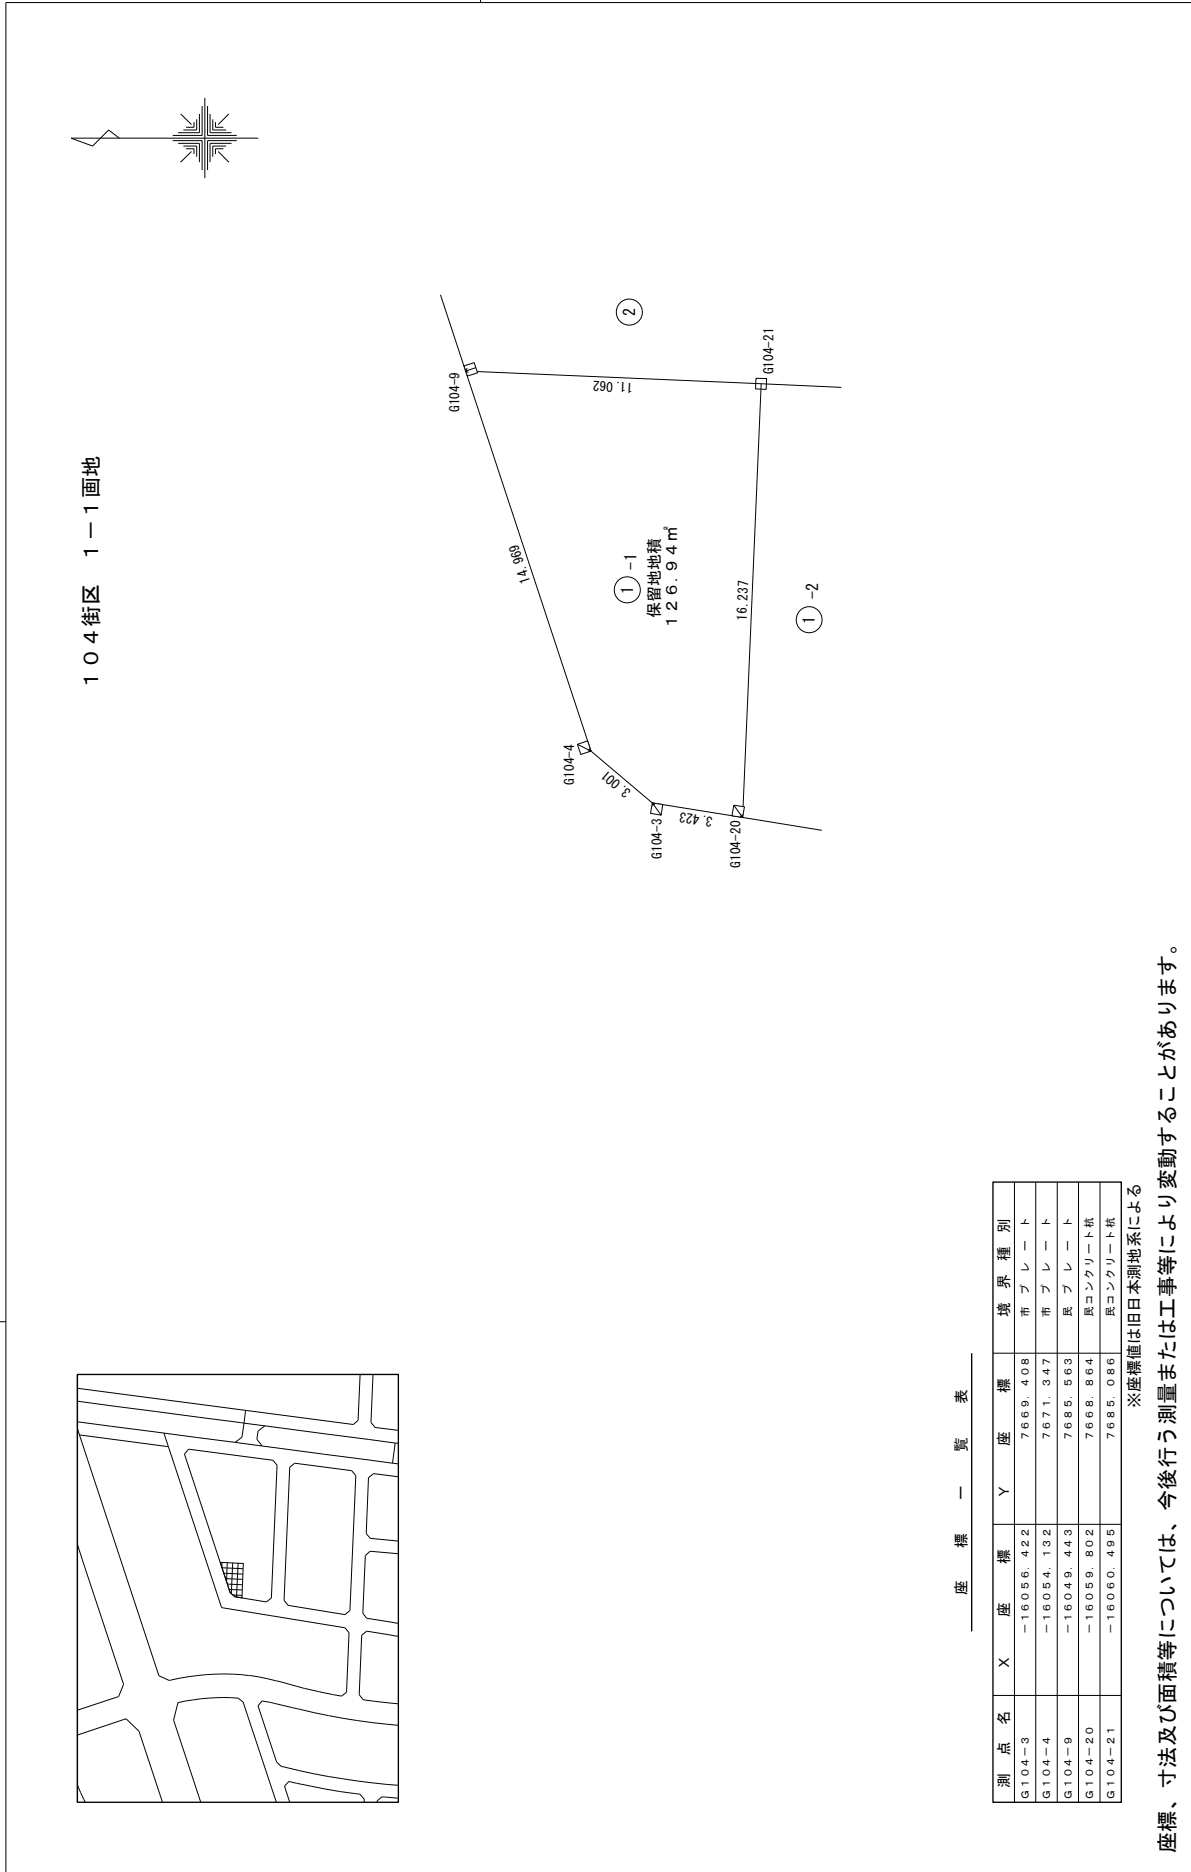 104街区 1-1画地
G104-9
②
11.062
14.969
G104-21
①-1
保留地地積
126.94㎡
G104-4
3.001
16.237
①-2
G104-3
3.423
G104-20
座標一覧表
測点名 X座標 Y座標 境界種別
G104-3 -16056.422 7669.408 市プレート
G104-4 -16054.132 7671.347 市プレート
G104-9 -16049.443 7685.563 民プレート
G104-20 -16059.802 7668.864 民コンクリート杭
G104-21 -16060.495 7685.086 民コンクリート杭
※座標値は旧日本測地系による
座標、寸法及び面積等については、今後行う測量または工事等により変動することがあります。